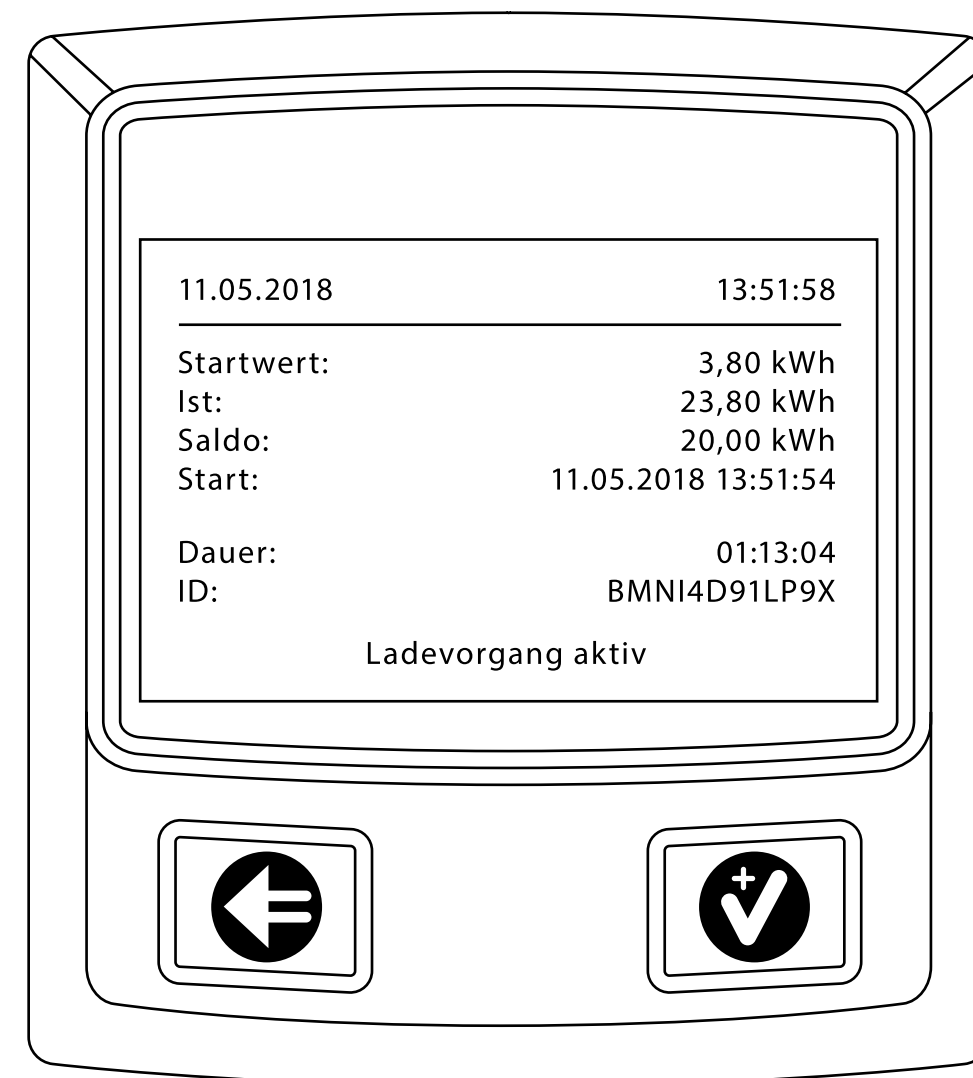 11.05.2018 13:51:58
Startwert: 3,80 kWh
Ist: 23,80 kWh
Saldo: 20,00 kWh
Start: 11.05.2018 13:51:54
Dauer: 01:13:04
ID: BMNI4D91LP9X
Ladevorgang aktiv